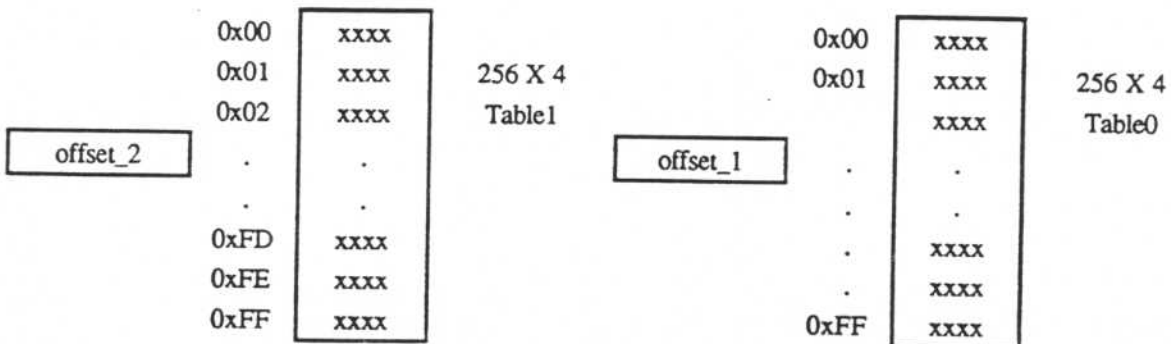 0x00 xxxx
0x01 xxxx 256 X 4
0x02 xxxx Table1
offset_2 . .
. .
0xFD xxxx
0xFE xxxx
0xFF xxxx
0x00 xxxx
0x01 xxxx 256 X 4
xxxx Table0
offset_1 . .
. .
. xxxx
. xxxx
0xFF xxxx